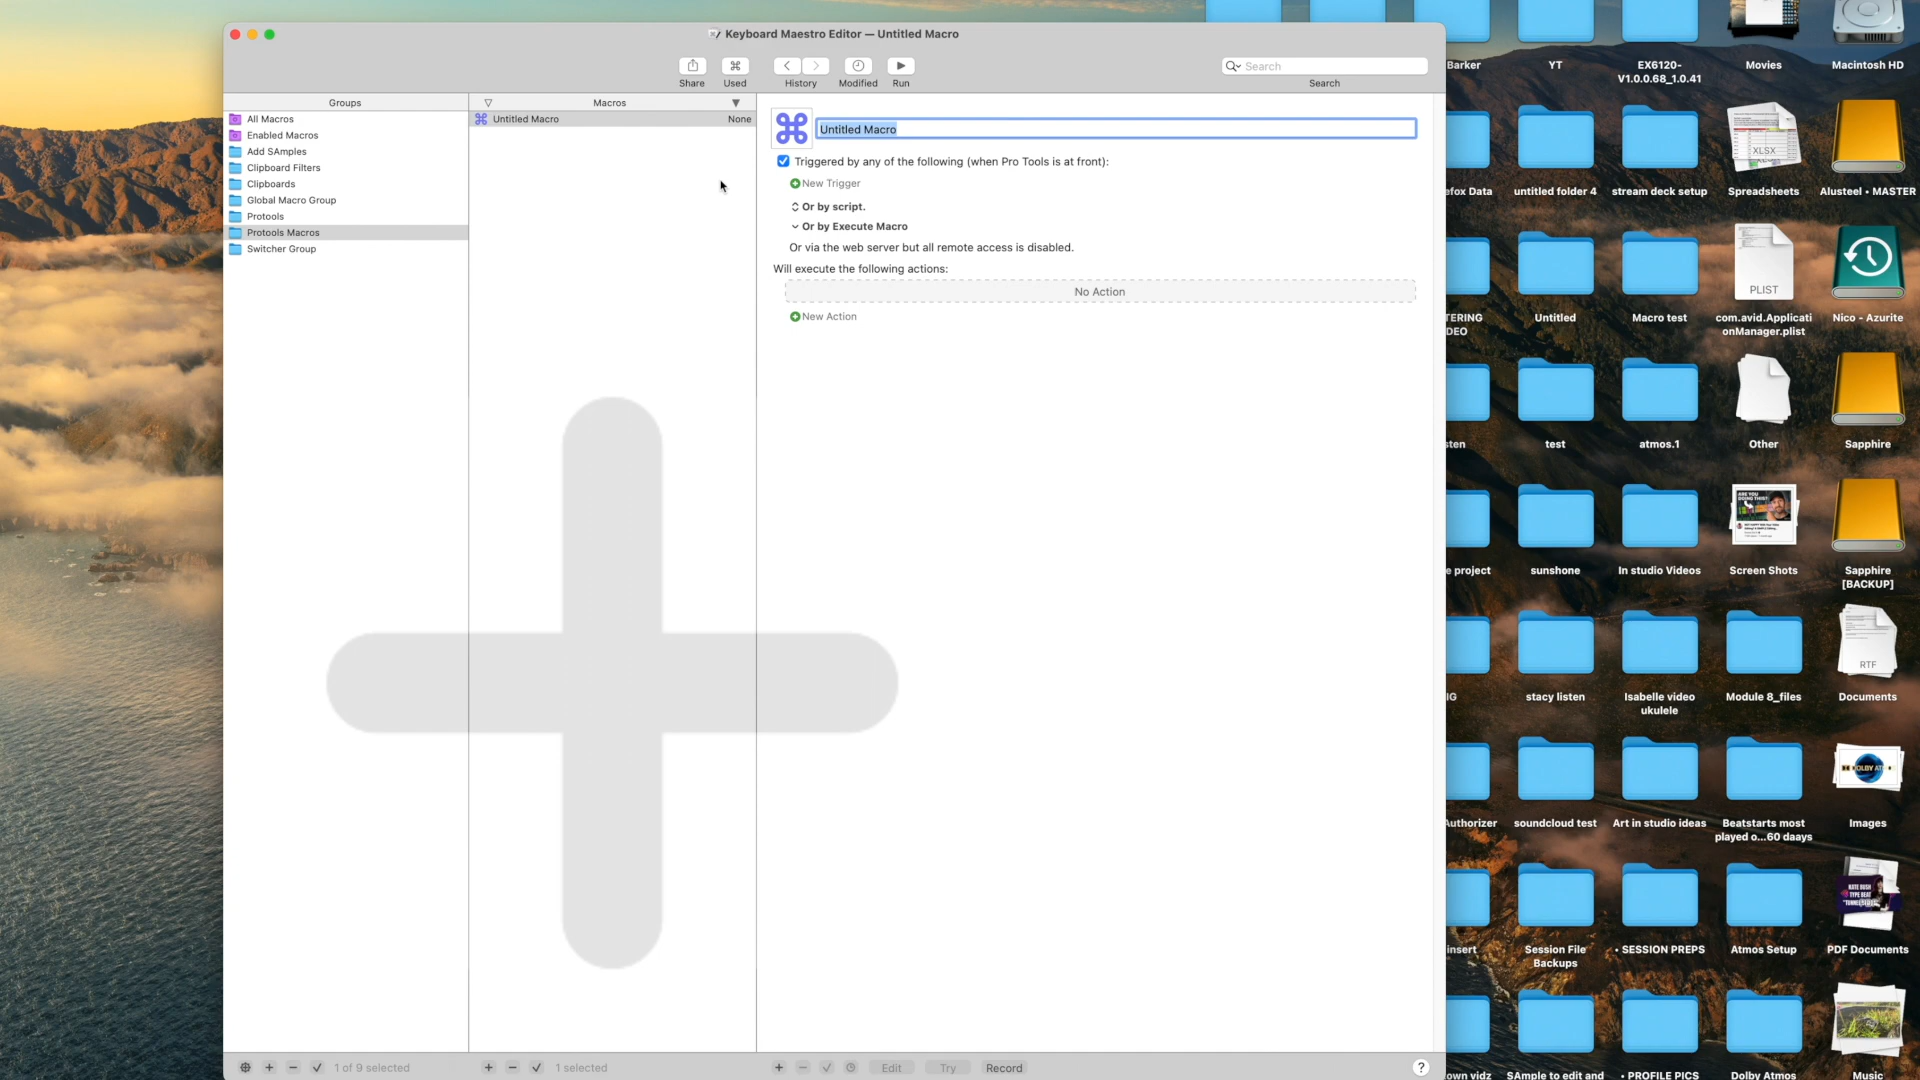 Keyboard Maestro Editor — Untitled Macro
Share
Used
History
Modified
Run
Search
Search
Groups
All Macros
Enabled Macros
Add SAmples
Clipboard Filters
Clipboards
Global Macro Group
Protools
Protools Macros
Switcher Group
Macros
Untitled Macro
None
Untitled Macro
Triggered by any of the following (when Pro Tools is at front):
New Trigger
Or by script.
Or by Execute Macro
Or via the web server but all remote access is disabled.
Will execute the following actions:
No Action
New Action
1 of 9 selected
1 selected
Edit
Try
Record
?
Barker
YT
EX6120-
V1.0.0.68_1.0.41
Movies
Macintosh HD
efox Data
untitled folder 4
stream deck setup
XLSX
Spreadsheets
Alusteel • MASTER
TERING
DEO
Untitled
Macro test
PLIST
com.avid.Applicati
onManager.plist
Nico - Azurite
sten
test
atmos.1
Other
Sapphire
e project
sunshone
In studio Videos
ARE YOU
DOING THIS?
Screen Shots
Sapphire
[BACKUP]
IG
stacy listen
Isabelle video
ukulele
Module 8_files
RTF
Documents
Authorizer
soundcloud test
Art in studio ideas
Beatstarts most
played o...60 daays
Images
insert
Session File
Backups
• SESSION PREPS
Atmos Setup
KATE BUSH
TYPE BEAT
PDF Documents
own vidz
SAmple to edit and
• PROFILE PICS
Dolby Atmos
Music